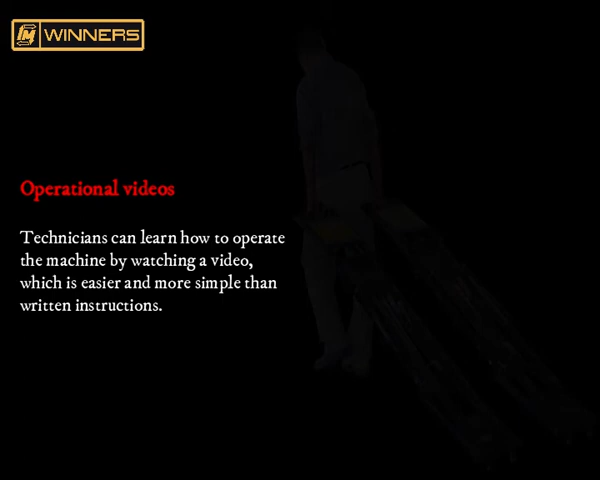 WINNERS
Operational videos
Technicians can learn how to operate
the machine by watching a video,
which is easier and more simple than
written instructions.